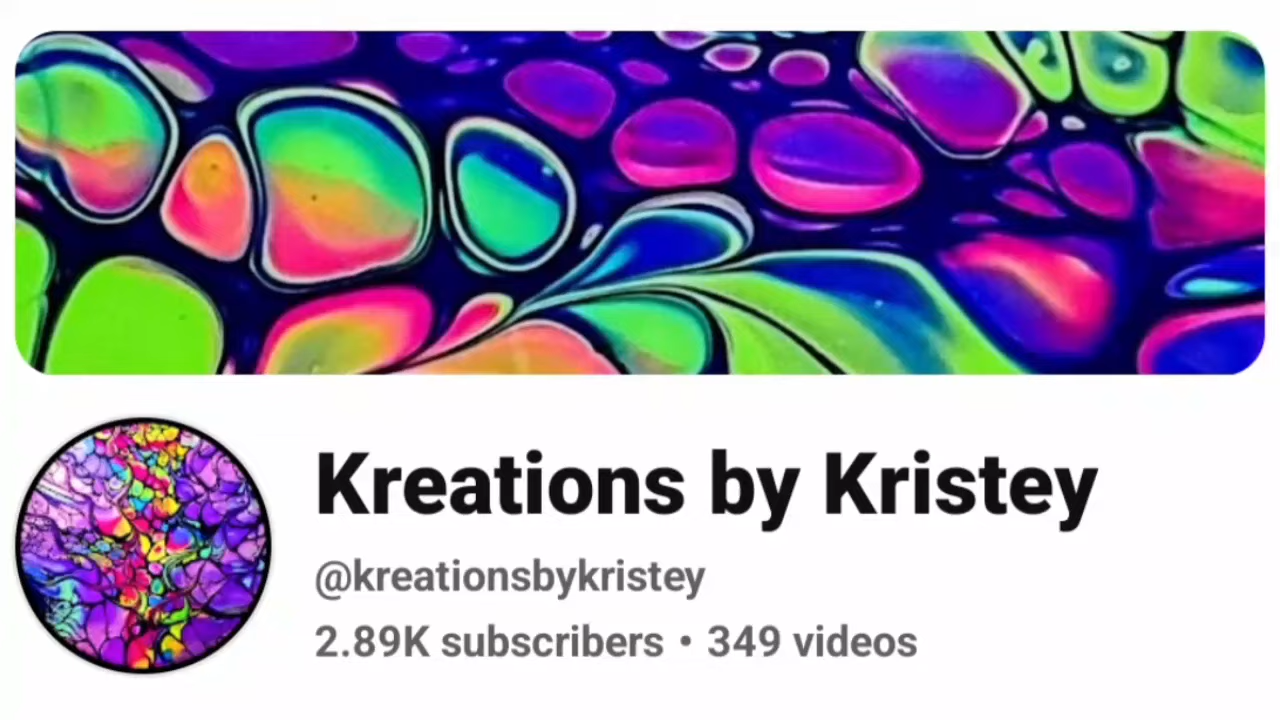 Kreations by Kristey
@kreationsbykristey
2.89K subscribers • 349 videos